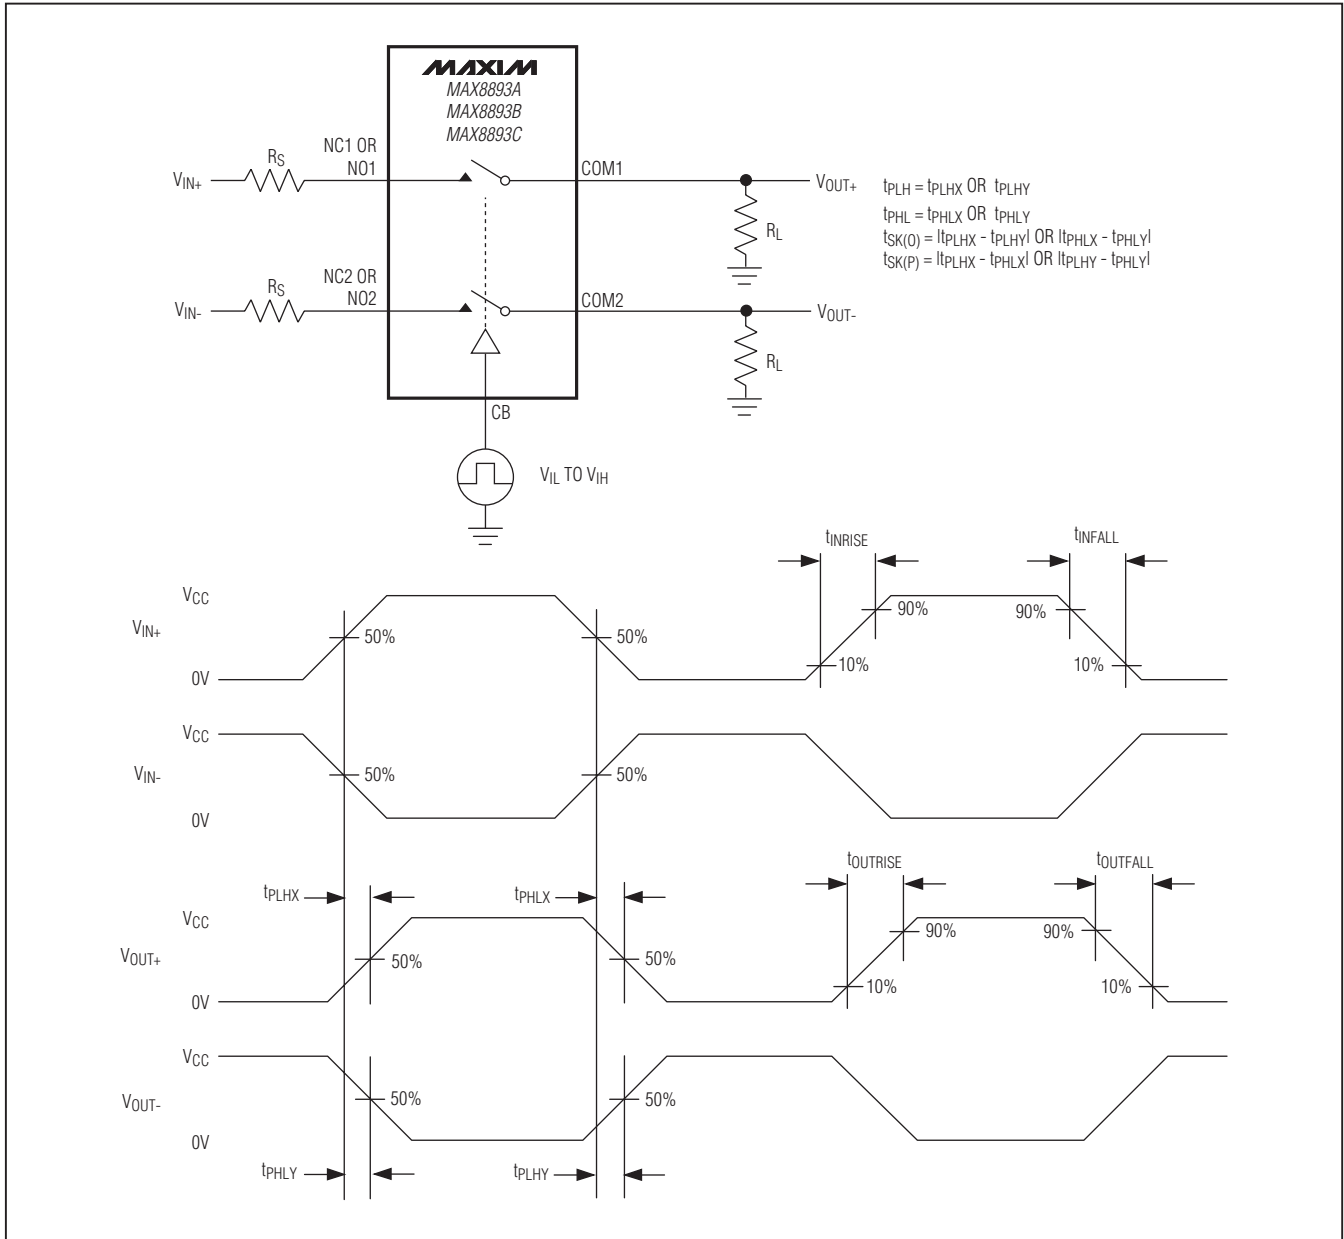 MAXIM
MAX8893A
MAX8893B
MAX8893C
NC1 OR
NO1
RS
VIN+
COM1
VOUT+
RL
tPLH = tPLHX OR tPLHY
tPHL = tPHLX OR tPHLY
tSK(O) = |tPLHX - tPLHY| OR |tPHLX - tPHLY|
tSK(P) = |tPLHX - tPHLX| OR |tPLHY - tPHLY|
NC2 OR
NO2
RS
VIN-
COM2
VOUT-
RL
CB
VIL TO VIH
tINRISE
tINFALL
VCC
VIN+
0V
50%
50%
90%
10%
90%
10%
VCC
VIN-
0V
50%
50%
tOUTRISE
tOUTFALL
tPLHX
tPHLX
VCC
VOUT+
0V
50%
50%
90%
10%
90%
10%
VCC
VOUT-
0V
50%
50%
tPHLY
tPLHY